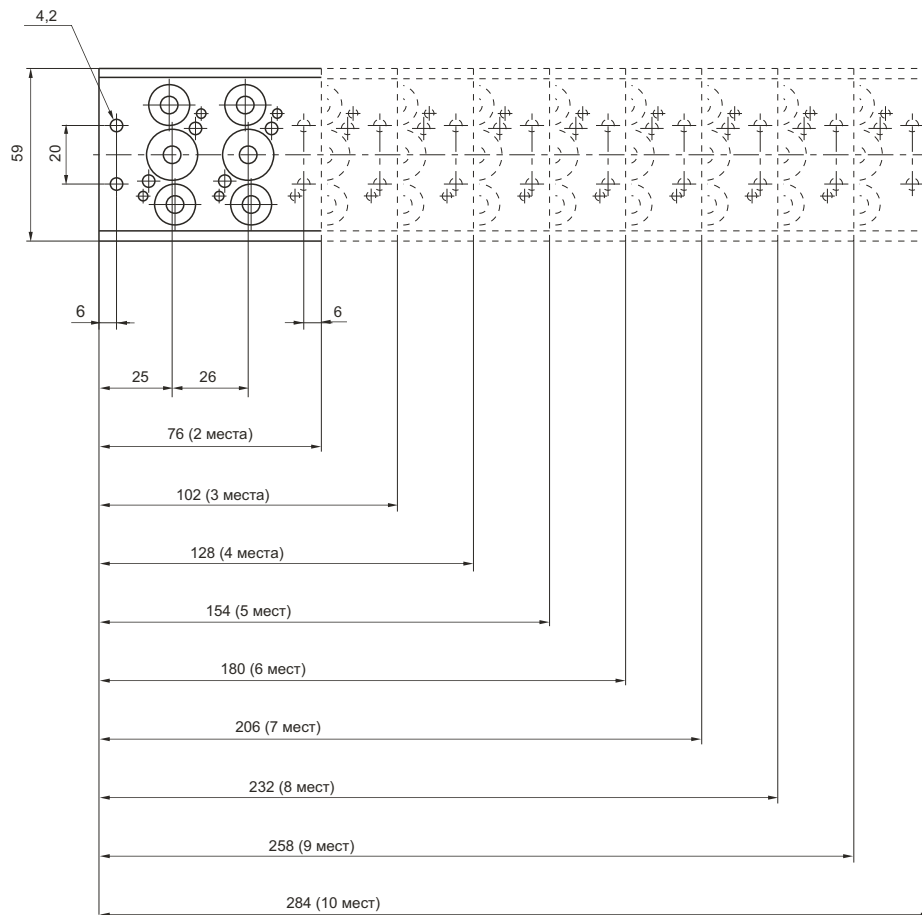 4,2
59
20
6
6
25
26
76 (2 места)
102 (3 места)
128 (4 места)
154 (5 мест)
180 (6 мест)
206 (7 мест)
232 (8 мест)
258 (9 мест)
284 (10 мест)